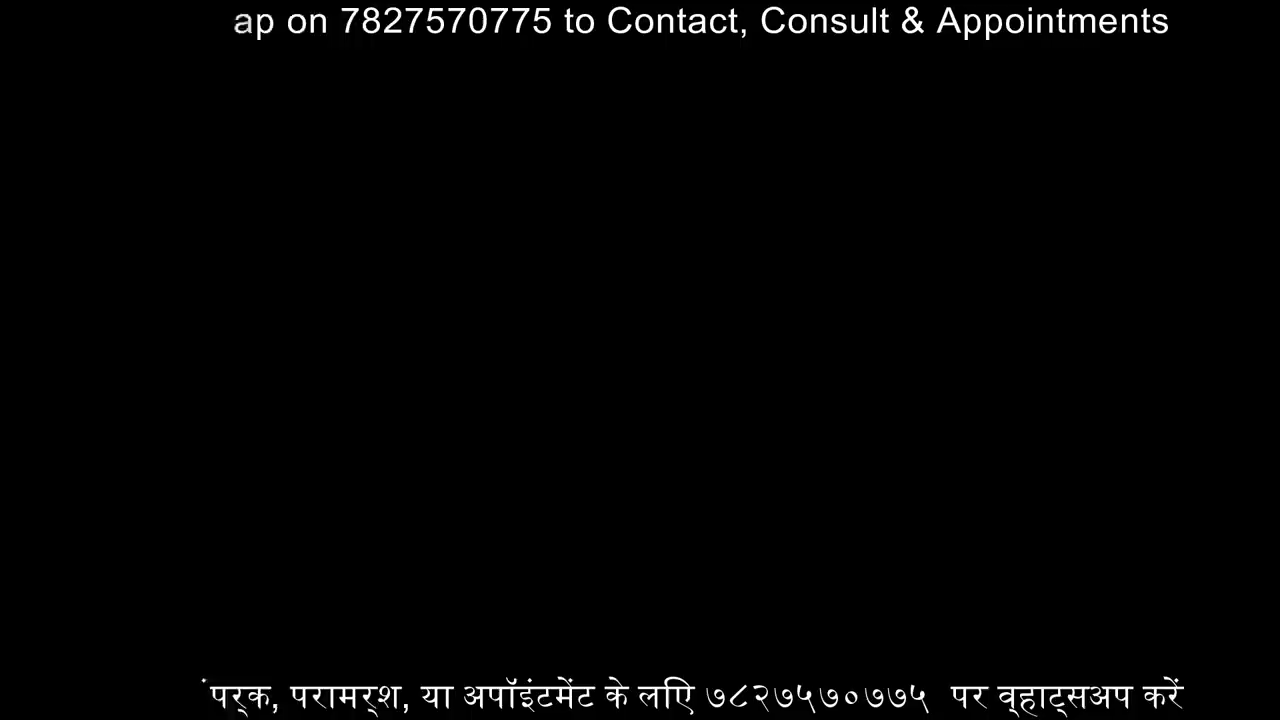 ap on 7827570775 to Contact, Consult & Appointments
ंपर्क, परामर्श, या अपॉइंटमेंट के लिए ७८२७५७०७७५ पर व्हाट्सअप करें